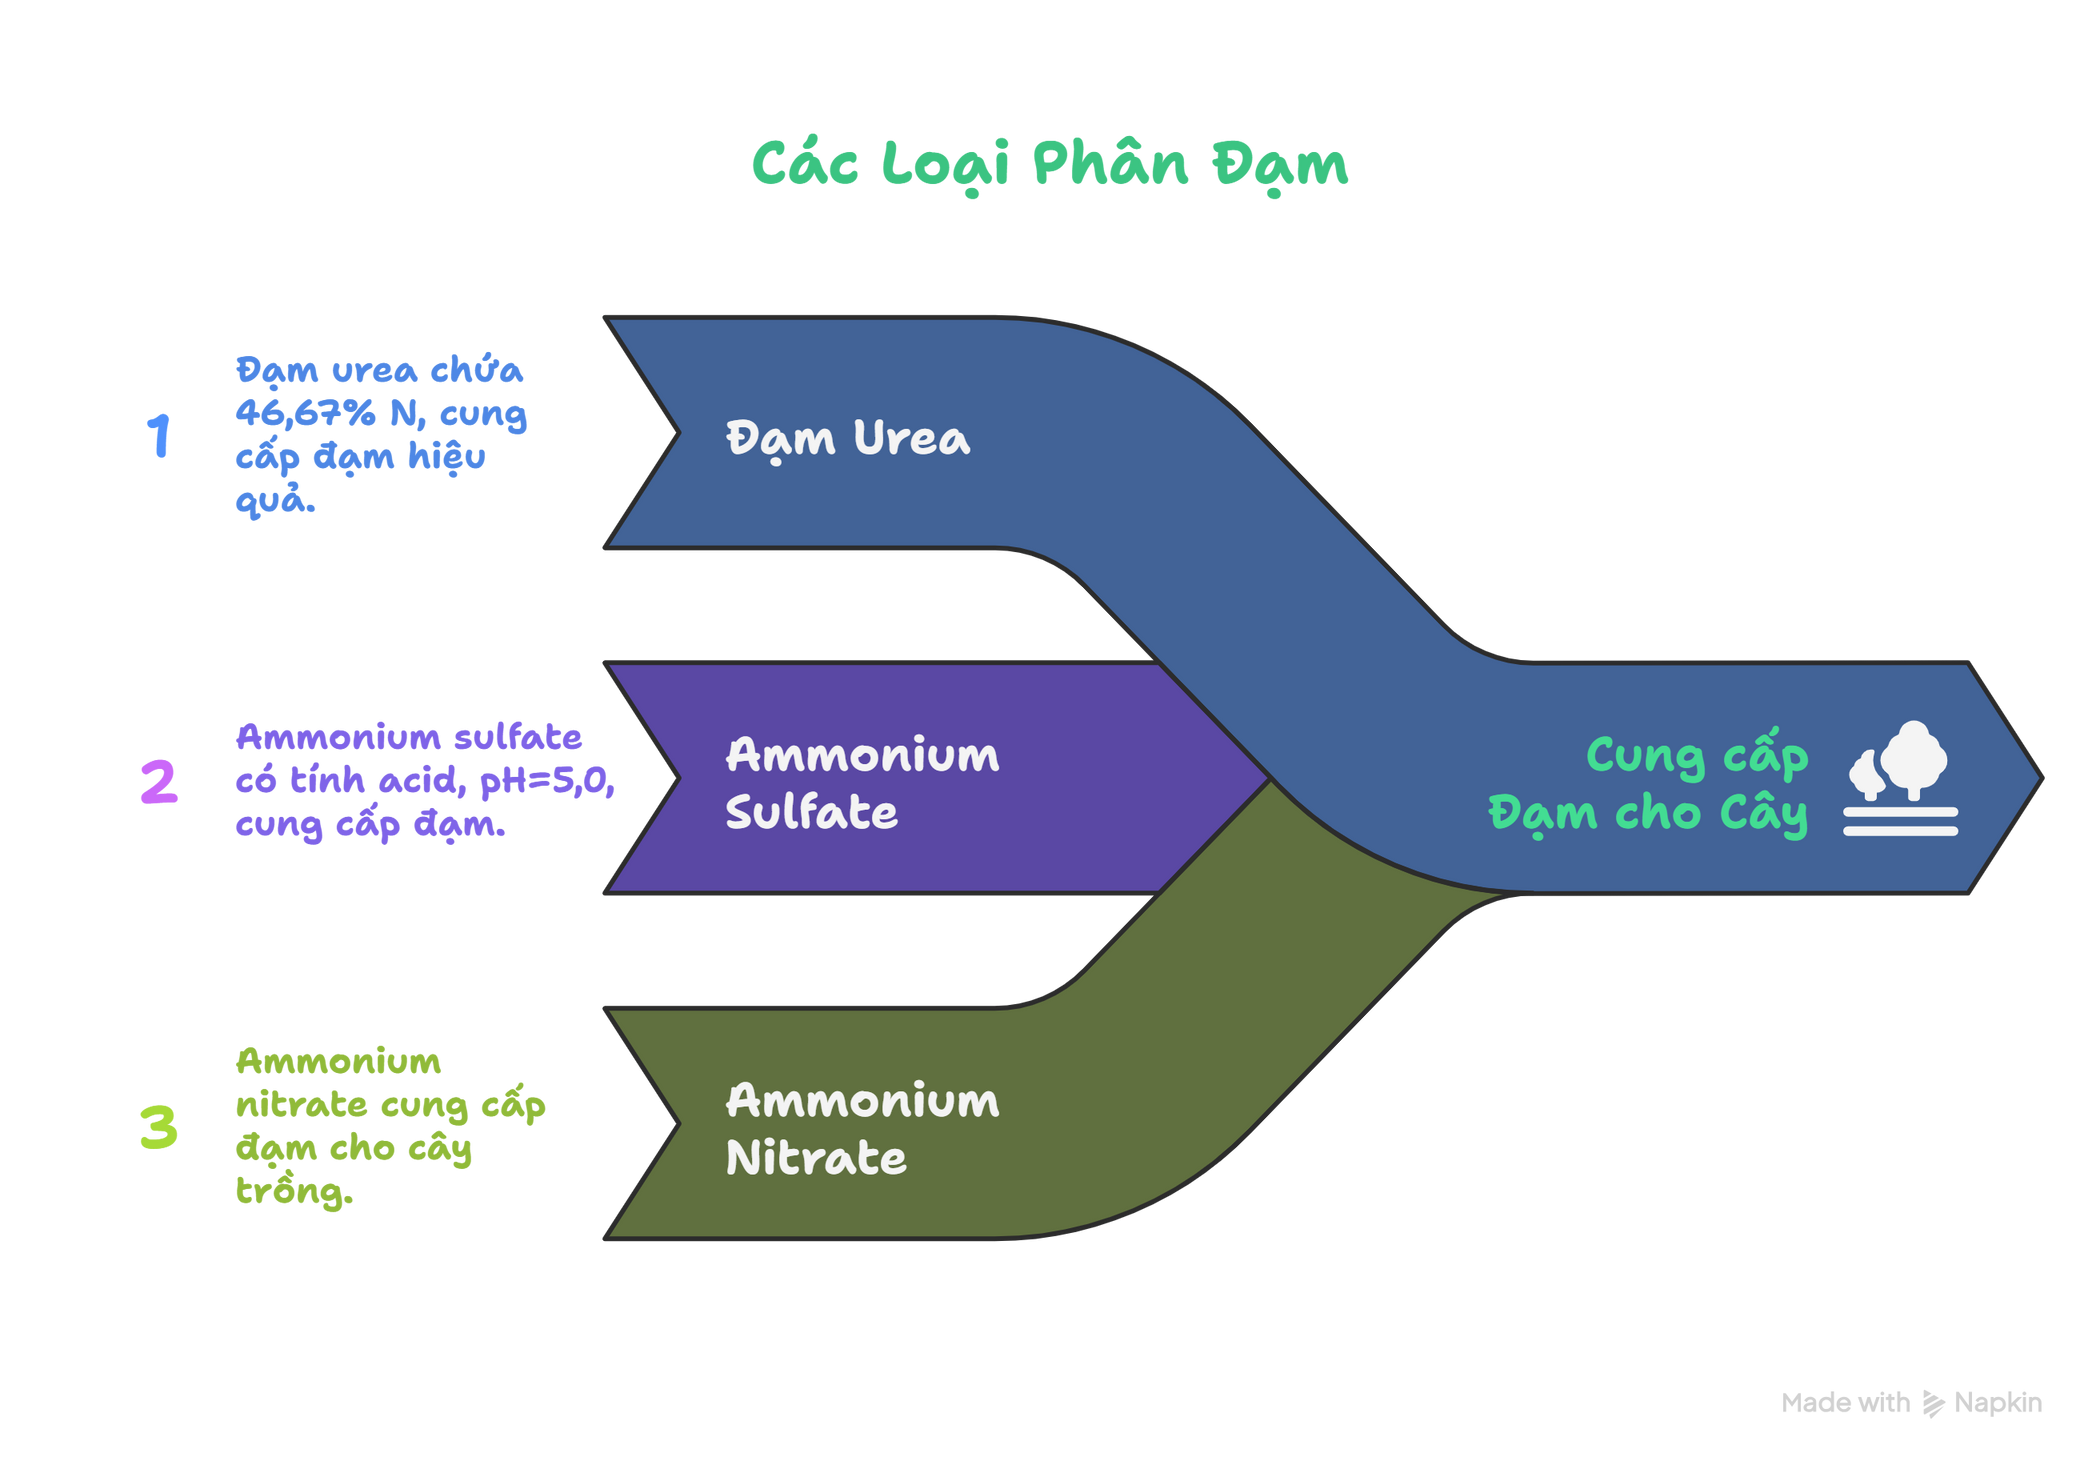 Các Loại Phân Đạm
1
Đạm urea chứa
46,67% N, cung
cấp đạm hiệu
quả.
Đạm Urea
2
Ammonium sulfate
có tính acid, pH=5,0,
cung cấp đạm.
Ammonium
Sulfate
Cung cấp
Đạm cho Cây
3
Ammonium
nitrate cung cấp
đạm cho cây
trồng.
Ammonium
Nitrate
Made with Napkin